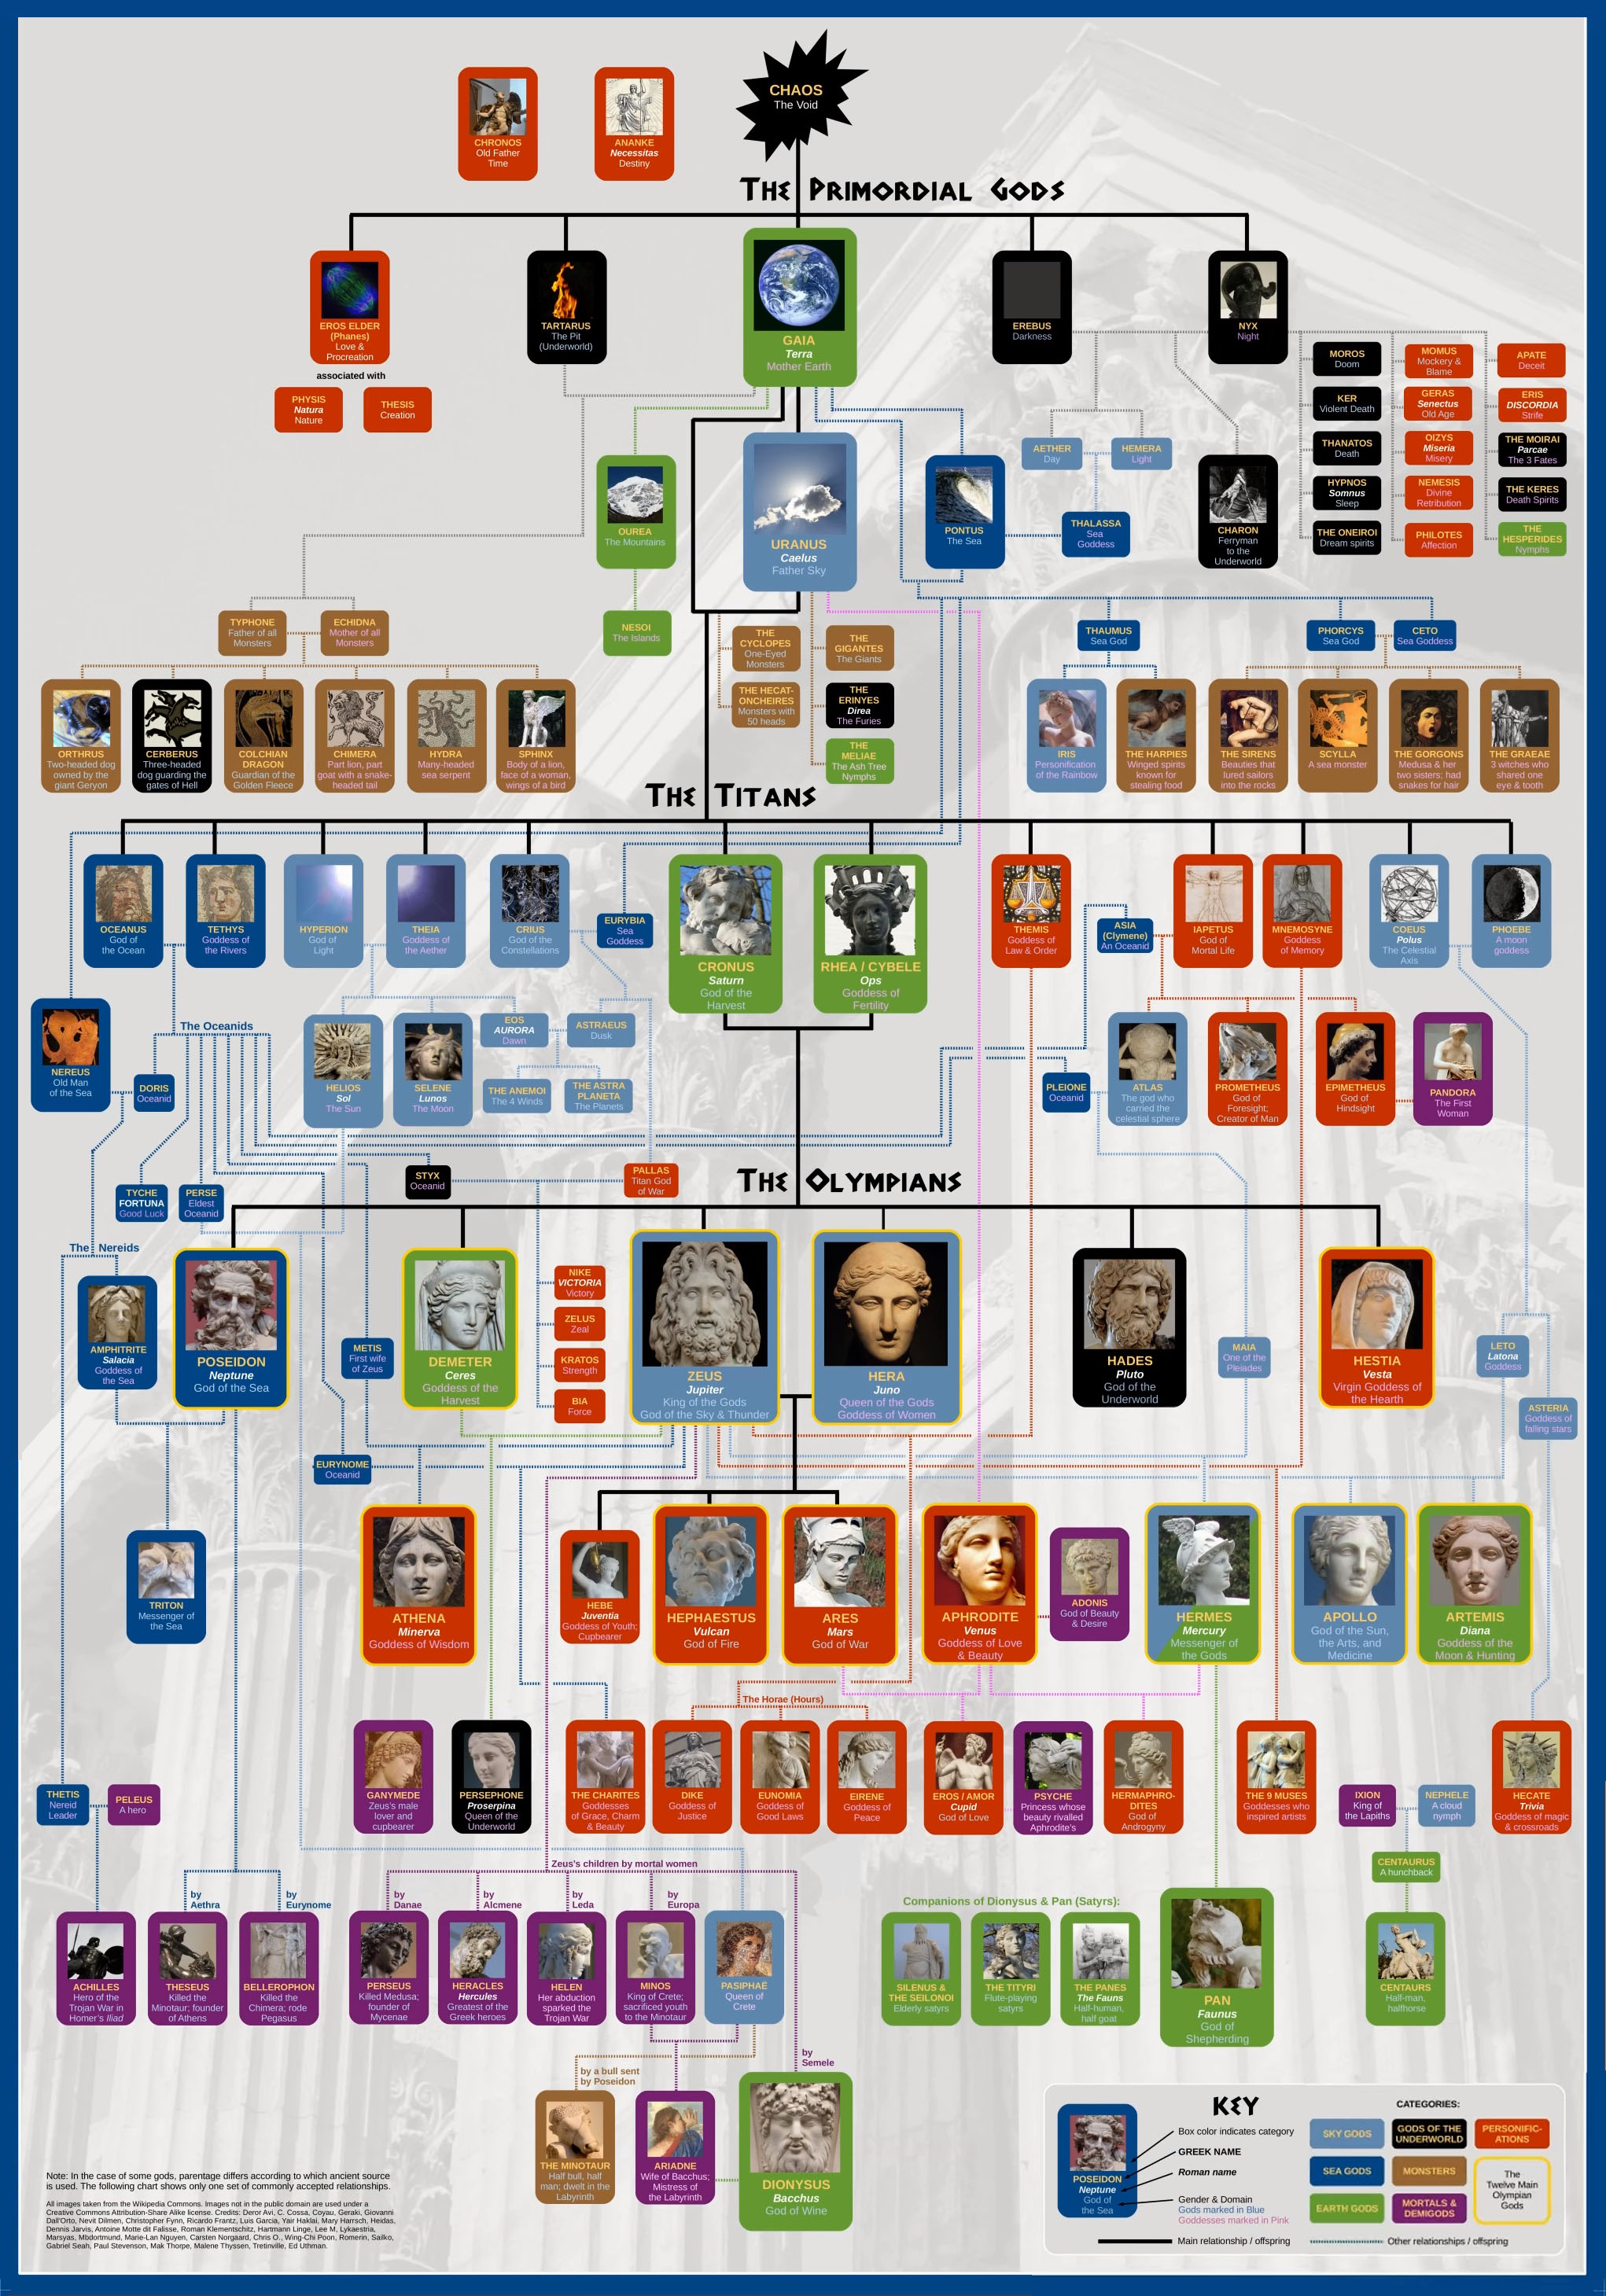 CHAOS
The Void
CHRONOS
Old Father
Time
ANANKE
Necessitas
Destiny
THE PRIMORDIAL GODS
EROS ELDER
(Phanes)
Love &
Procreation
associated with
PHYSIS
Natura
Nature
THESIS
Creation
TARTARUS
The Pit
(Underworld)
GAIA
Terra
Mother Earth
EREBUS
Darkness
NYX
Night
MOROS
Doom
MOMUS
Mockery &
Blame
APATE
Deceit
KER
Violent Death
GERAS
Senectus
Old Age
ERIS
DISCORDIA
Strife
THANATOS
Death
OIZYS
Miseria
Misery
THE MOIRAI
Parcae
The 3 Fates
HYPNOS
Somnus
Sleep
NEMESIS
Divine
Retribution
THE KERES
Death Spirits
THE ONEIROI
Dream spirits
PHILOTES
Affection
THE
HESPERIDES
Nymphs
OUREA
The Mountains
URANUS
Caelus
Father Sky
PONTUS
The Sea
AETHER
Day
HEMERA
Light
THALASSA
Sea
Goddess
CHARON
Ferryman
to the
Underworld
NESOI
The Islands
TYPHONE
Father of all
Monsters
ECHIDNA
Mother of all
Monsters
THE
CYCLOPES
One-Eyed
Monsters
THE
GIGANTES
The Giants
THE HECAT-
ONCHEIRES
Monsters with
50 heads
THE
ERINYES
Direa
The Furies
THE
MELIAE
The Ash Tree
Nymphs
THAUMUS
Sea God
PHORCYS
Sea God
CETO
Sea Goddess
ORTHRUS
Two-headed dog
owned by the
giant Geryon
CERBERUS
Three-headed
dog guarding the
gates of Hell
COLCHIAN
DRAGON
Guardian of the
Golden Fleece
CHIMERA
Part lion, part
goat with a snake-
headed tail
HYDRA
Many-headed
sea serpent
SPHINX
Body of a lion,
face of a woman,
wings of a bird
IRIS
Personification
of the Rainbow
THE HARPIES
Winged spirits
known for
stealing food
THE SIRENS
Beauties that
lured sailors
into the rocks
SCYLLA
A sea monster
THE GORGONS
Medusa & her
two sisters; had
snakes for hair
THE GRAEAE
3 witches who
shared one
eye & tooth
THE TITANS
OCEANUS
God of
the Ocean
TETHYS
Goddess of
the Rivers
HYPERION
God of
Light
THEIA
Goddess of
the Aether
CRIUS
God of the
Constellations
EURYBIA
Sea
Goddess
CRONUS
Saturn
God of the
Harvest
RHEA / CYBELE
Ops
Goddess of
Fertility
THEMIS
Goddess of
Law & Order
ASIA
(Clymene)
An Oceanid
IAPETUS
God of
Mortal Life
MNEMOSYNE
Goddess
of Memory
COEUS
Polus
The Celestial
Axis
PHOEBE
A moon
goddess
NEREUS
Old Man
of the Sea
The Oceanids
DORIS
Oceanid
HELIOS
Sol
The Sun
SELENE
Lunos
The Moon
EOS
AURORA
Dawn
ASTRAEUS
Dusk
THE ANEMOI
The 4 Winds
THE ASTRA
PLANETA
The Planets
PLEIONE
Oceanid
ATLAS
The god who
carried the
celestial sphere
PROMETHEUS
God of
Foresight;
Creator of Man
EPIMETHEUS
God of
Hindsight
PANDORA
The First
Woman
TYCHE
FORTUNA
Good Luck
PERSE
Eldest
Oceanid
STYX
Oceanid
PALLAS
Titan God
of War
THE OLYMPIANS
The Nereids
AMPHITRITE
Salacia
Goddess of
the Sea
POSEIDON
Neptune
God of the Sea
METIS
First wife
of Zeus
DEMETER
Ceres
Goddess of the
Harvest
NIKE
VICTORIA
Victory
ZELUS
Zeal
KRATOS
Strength
BIA
Force
ZEUS
Jupiter
King of the Gods
God of the Sky & Thunder
HERA
Juno
Queen of the Gods
Goddess of Women
HADES
Pluto
God of the
Underworld
MAIA
One of the
Pleiades
HESTIA
Vesta
Virgin Goddess of
the Hearth
LETO
Latona
Goddess
ASTERIA
Goddess of
falling stars
EURYNOME
Oceanid
TRITON
Messenger of
the Sea
ATHENA
Minerva
Goddess of Wisdom
HEBE
Juventia
Goddess of Youth;
Cupbearer
HEPHAESTUS
Vulcan
God of Fire
ARES
Mars
God of War
APHRODITE
Venus
Goddess of Love
& Beauty
ADONIS
God of Beauty
& Desire
HERMES
Mercury
Messenger of
the Gods
APOLLO
God of the Sun,
the Arts, and
Medicine
ARTEMIS
Diana
Goddess of the
Moon & Hunting
The Horae (Hours)
THETIS
Nereid
Leader
PELEUS
A hero
GANYMEDE
Zeus's male
lover and
cupbearer
PERSEPHONE
Proserpina
Queen of the
Underworld
THE CHARITES
Goddesses
of Grace, Charm
& Beauty
DIKE
Goddess of
Justice
EUNOMIA
Goddess of
Good Laws
EIRENE
Goddess of
Peace
EROS / AMOR
Cupid
God of Love
PSYCHE
Princess whose
beauty rivalled
Aphrodite's
HERMAPHRO-
DITES
God of
Androgyny
THE 9 MUSES
Goddesses who
inspired artists
IXION
King of
the Lapiths
NEPHELE
A cloud
nymph
HECATE
Trivia
Goddess of magic
& crossroads
CENTAURUS
A hunchback
Zeus's children by mortal women
by
Aethra
by
Eurynome
by
Danae
by
Alcmene
by
Leda
by
Europa
Companions of Dionysus & Pan (Satyrs):
ACHILLES
Hero of the
Trojan War in
Homer's Iliad
THESEUS
Killed the
Minotaur; founder
of Athens
BELLEROPHON
Killed the
Chimera; rode
Pegasus
PERSEUS
Killed Medusa;
founder of
Mycenae
HERACLES
Hercules
Greatest of the
Greek heroes
HELEN
Her abduction
sparked the
Trojan War
MINOS
King of Crete;
sacrificed youth
to the Minotaur
PASIPHAË
Queen of
Crete
SILENUS &
THE SEILONOI
Elderly satyrs
THE TITYRI
Flute-playing
satyrs
THE PANES
The Fauns
Half-human,
half goat
PAN
Faunus
God of
Shepherding
CENTAURS
Half-man,
halfhorse
by a bull sent
by Poseidon
by
Semele
THE MINOTAUR
Half bull, half
man; dwelt in the
Labyrinth
ARIADNE
Wife of Bacchus;
Mistress of
the Labyrinth
DIONYSUS
Bacchus
God of Wine
KEY
POSEIDON
Neptune
God of
the Sea
Box color indicates category
GREEK NAME
Roman name
Gender & Domain
Gods marked in Blue
Goddesses marked in Pink
Main relationship / offspring
CATEGORIES:
SKY GODS
GODS OF THE
UNDERWORLD
PERSONIFIC-
ATIONS
SEA GODS
MONSTERS
EARTH GODS
MORTALS &
DEMIGODS
The
Twelve Main
Olympian
Gods
Other relationships / offspring
Note: In the case of some gods, parentage differs according to which ancient source
is used. The following chart shows only one set of commonly accepted relationships.
All images taken from the Wikipedia Commons. Images not in the public domain are used under a
Creative Commons Attribution-Share Alike license. Credits: Deror Avi, C. Cossa, Coyau, Geraki, Giovanni
Dall'Orto, Nevit Dilmen, Christopher Fynn, Ricardo Frantz, Luis Garcia, Yair Haklai, Mary Harrsch, Heidas,
Dennis Jarvis, Antoine Motte dit Falisse, Roman Klementschitz, Hartmann Linge, Lee M, Lykaestria,
Marsyas, Mbdortmund, Marie-Lan Nguyen, Carsten Norgaard, Chris O., Wing-Chi Poon, Romerin, Sailko,
Gabriel Seah, Paul Stevenson, Mak Thorpe, Malene Thyssen, Tretinville, Ed Uthman.